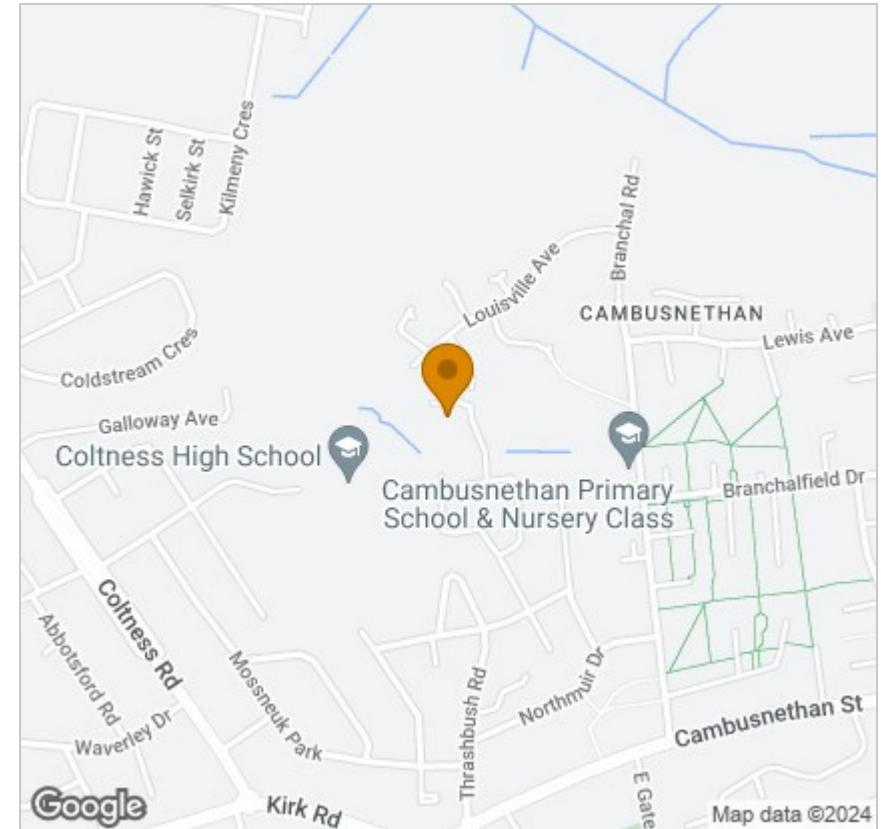 Hawick St
Selkirk St
Kilmeny Cres
Branchal Rd
Louisville Ave
CAMBUSNETHAN
Lewis Ave
Coldstream Cres
Galloway Ave
Coltness High School
Cambusnethan Primary
School & Nursery Class
Branchalfield Dr
Coltness Rd
Abbotsford Rd
Mossneuk Park
Northmuir Dr
Thrashbush Rd
Waverley Dr
Cambusnethan St
E Gate
Kirk Rd
Google
Map data ©2024